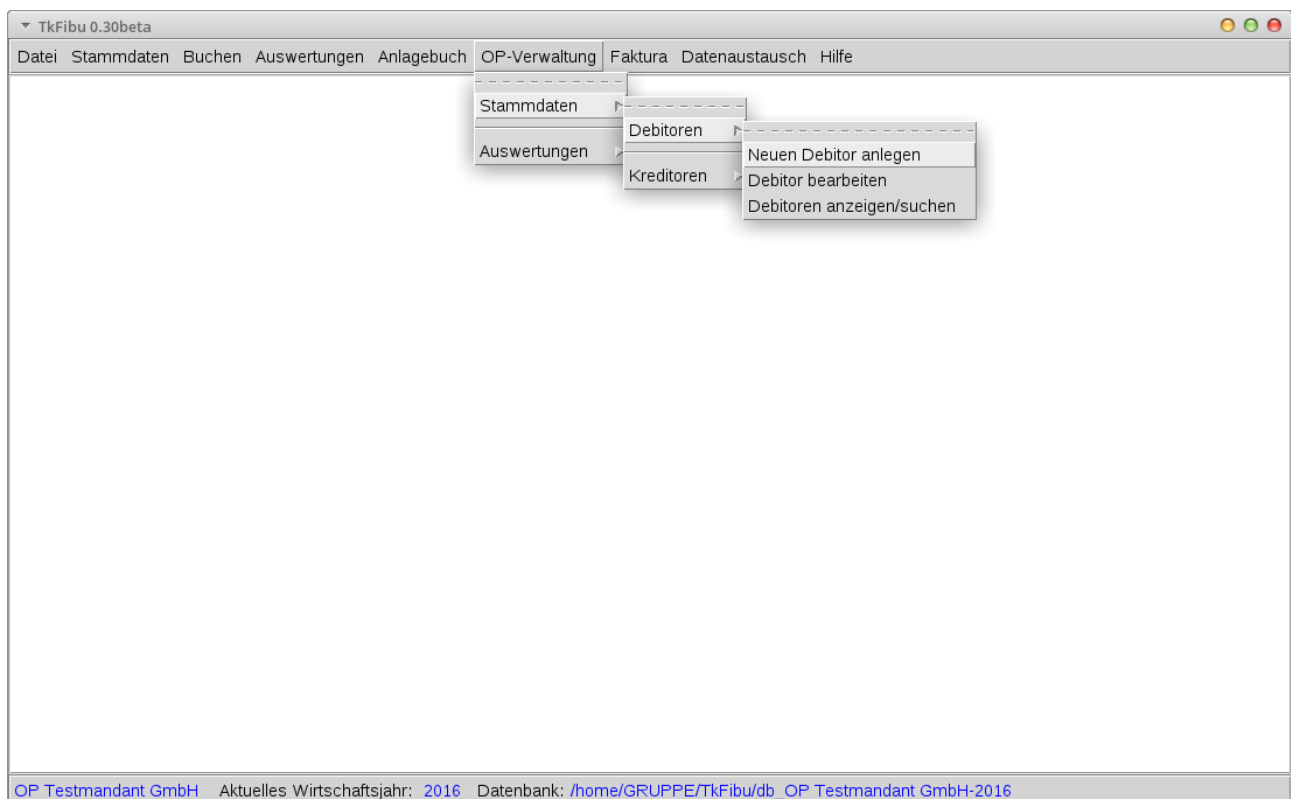 TkFibu 0.30beta
Datei Stammdaten Buchen Auswertungen Anlagebuch OP-Verwaltung Faktura Datenaustausch Hilfe
Stammdaten
Auswertungen
Debitoren
Kreditoren
Neuen Debitor anlegen
Debitor bearbeiten
Debitoren anzeigen/suchen
OP Testmandant GmbH Aktuelles Wirtschaftsjahr: 2016 Datenbank: /home/GRUPPE/TkFibu/db_OP Testmandant GmbH-2016